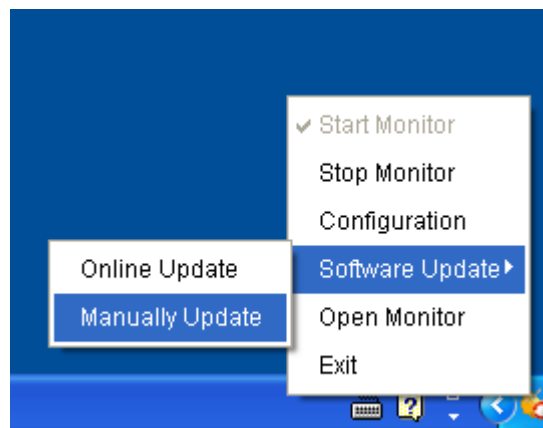 Start Monitor
Stop Monitor
Configuration
Online Update
Software Update
Manually Update
Open Monitor
Exit